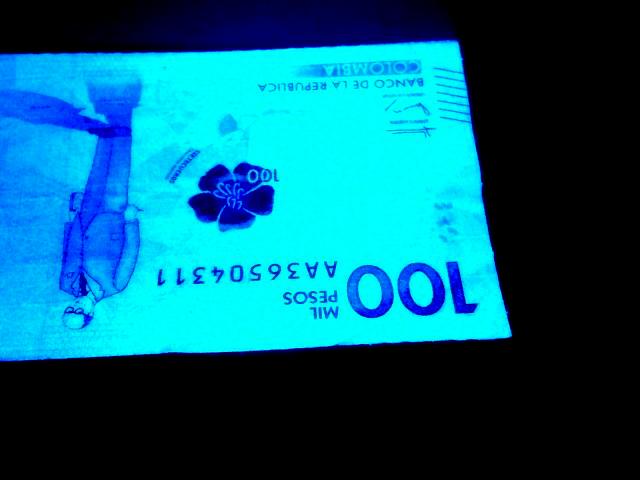 100
MIL
PESOS
AA36504311
100
BANCO DE LA REPUBLICA
COLOMBIA